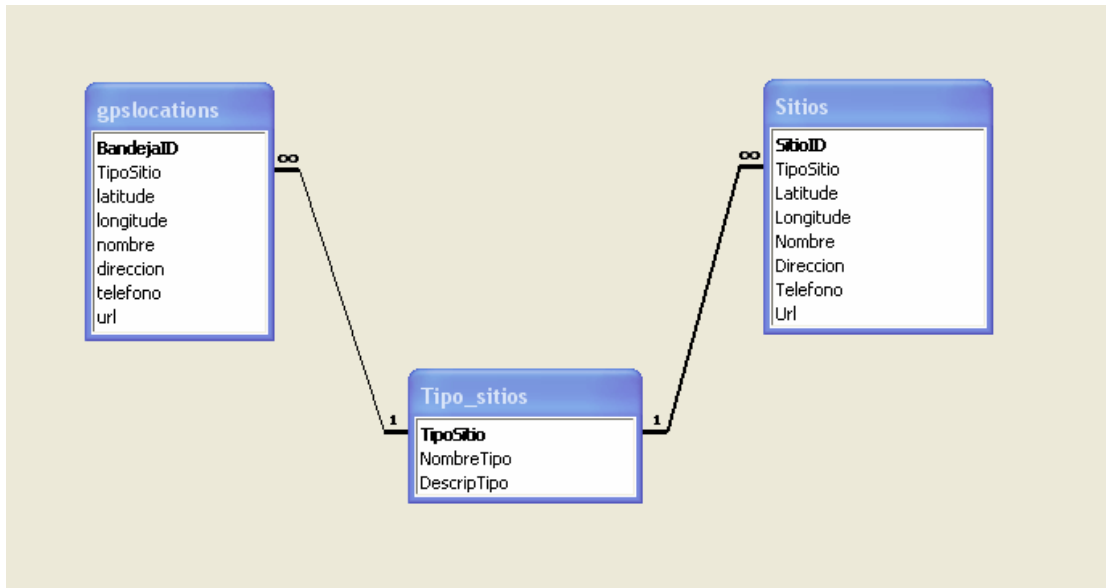 gpslocations
BandejaID
TipoSitio
latitude
longitude
nombre
direccion
telefono
url
∞
Sitios
SitioID
TipoSitio
Latitude
Longitude
Nombre
Direccion
Telefono
Url
∞
Tipo_sitios
TipoSitio
NombreTipo
DescripTipo
1
1